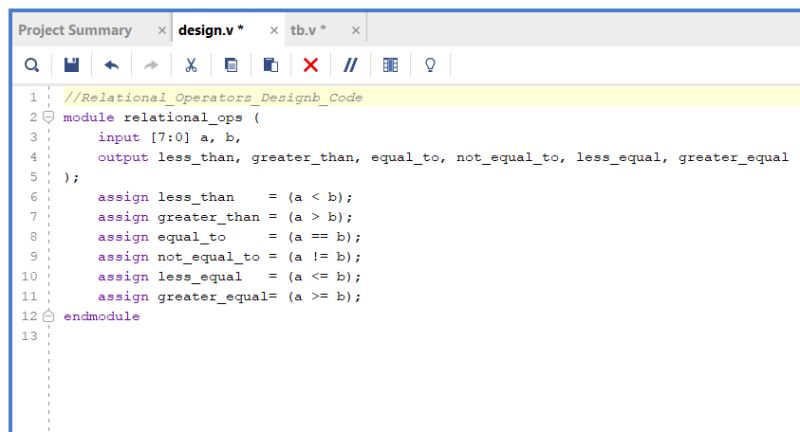 Project Summary × design.v * × tb.v * ×
1 //Relational_Operators_Designb_Code
2 module relational_ops (
3     input [7:0] a, b,
4     output less_than, greater_than, equal_to, not_equal_to, less_equal, greater_equal
5 );
6     assign less_than    = (a < b);
7     assign greater_than = (a > b);
8     assign equal_to     = (a == b);
9     assign not_equal_to = (a != b);
10     assign less_equal   = (a <= b);
11     assign greater_equal= (a >= b);
12 endmodule
13